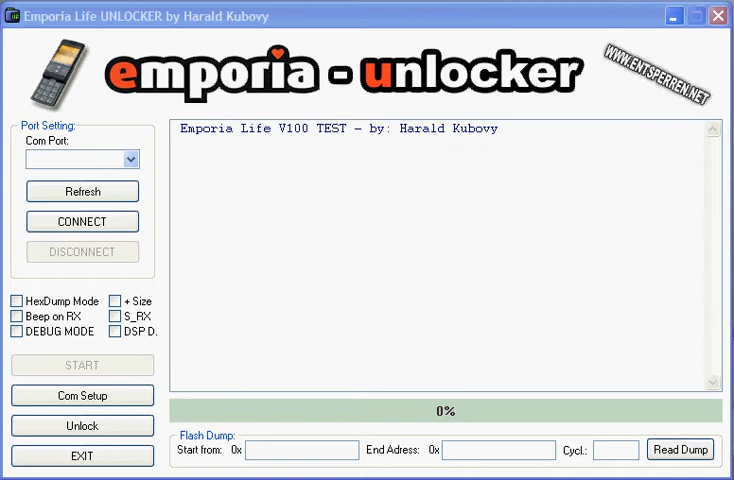 Emporia Life UNLOCKER by Harald Kubovy
emporia - unlocker
WWW.ENTSPERREN.NET
Port Setting:
Com Port:
Refresh
CONNECT
DISCONNECT
HexDump Mode
+ Size
Beep on RX
S_RX
DEBUG MODE
DSP D.
START
Com Setup
Unlock
EXIT
Emporia Life V100 TEST - by: Harald Kubovy
0%
Flash Dump:
Start from: 0x End Adress: 0x Cycl.: Read Dump